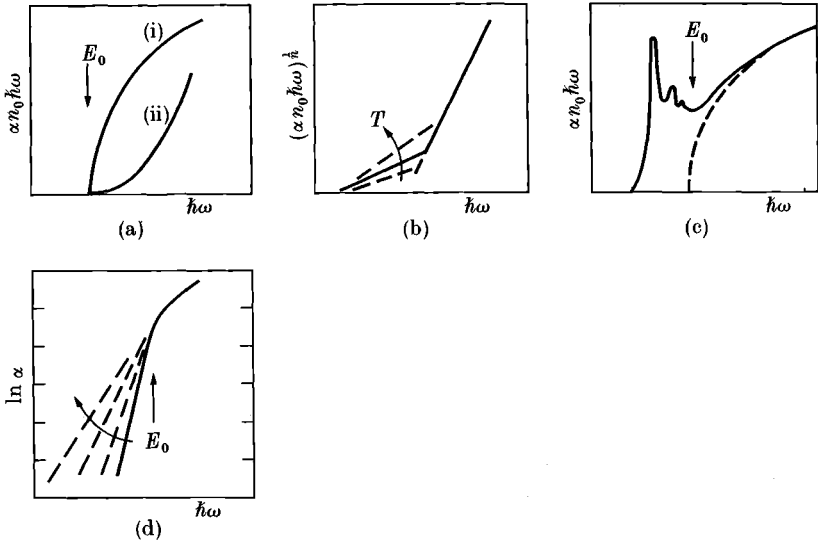 αn₀ħω
E₀
(i)
(ii)
ħω
(a)
(αn₀ħω)^{1/n}
T
ħω
(b)
αn₀ħω
E₀
ħω
(c)
ln α
E₀
ħω
(d)